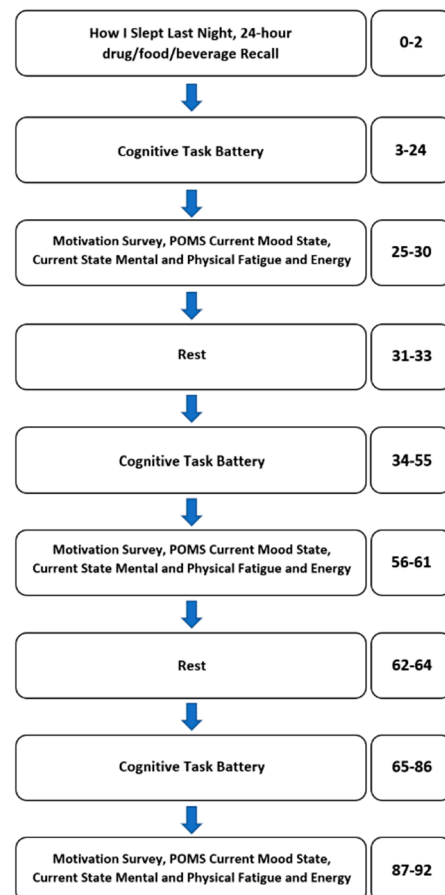 How I Slept Last Night, 24-hour
drug/food/beverage Recall
0-2
Cognitive Task Battery
3-24
Motivation Survey, POMS Current Mood State,
Current State Mental and Physical Fatigue and Energy
25-30
Rest
31-33
Cognitive Task Battery
34-55
Motivation Survey, POMS Current Mood State,
Current State Mental and Physical Fatigue and Energy
56-61
Rest
62-64
Cognitive Task Battery
65-86
Motivation Survey, POMS Current Mood State,
Current State Mental and Physical Fatigue and Energy
87-92